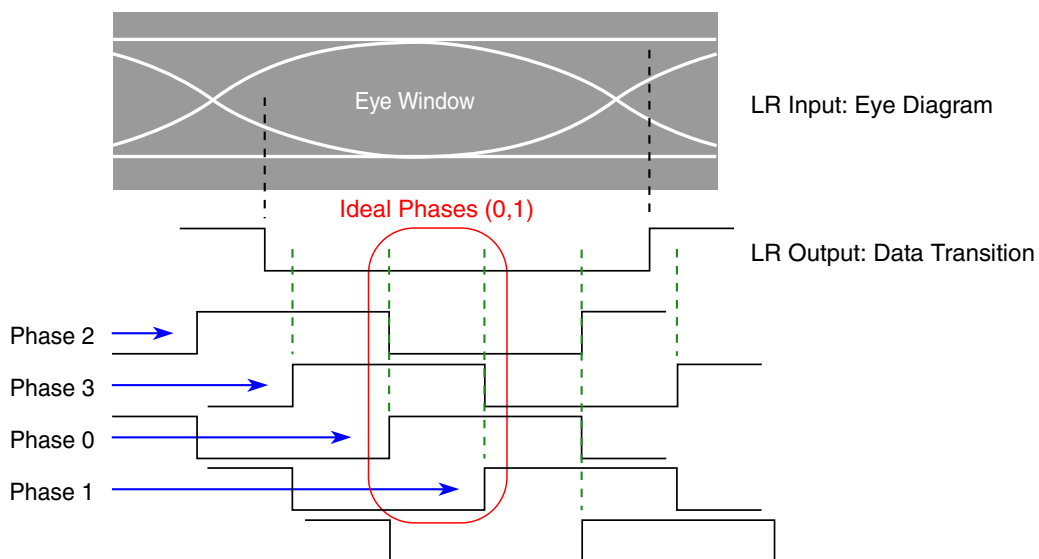 Eye Window
LR Input: Eye Diagram
Ideal Phases (0,1)
LR Output: Data Transition
Phase 2
Phase 3
Phase 0
Phase 1